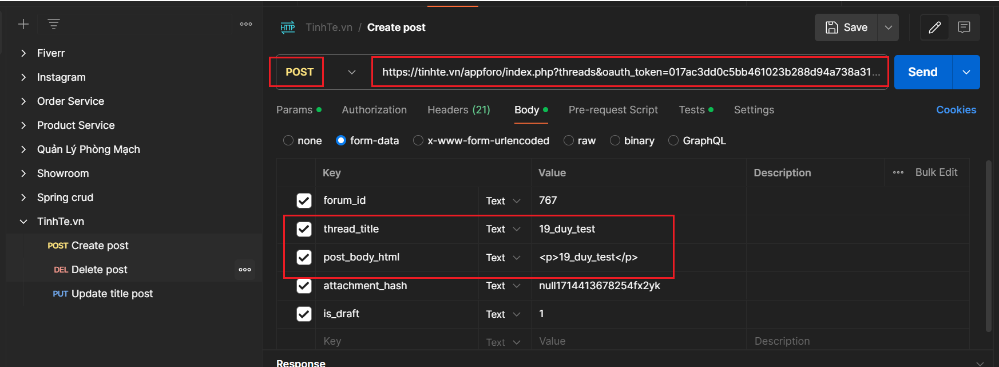 HTTP TinhTe.vn / Create post
Save
Fiverr
Instagram
Order Service
Product Service
Quản Lý Phòng Mạch
Showroom
Spring crud
TinhTe.vn
POST Create post
DEL Delete post
PUT Update title post
POST https://tinhte.vn/appforo/index.php?threads&oauth_token=017ac3dd0c5bb461023b288d94a738a31... Send
Params Authorization Headers (21) Body Pre-request Script Tests Settings Cookies
none form-data x-www-form-urlencoded raw binary GraphQL
Key Value Description Bulk Edit
forum_id Text 767
thread_title Text 19_duy_test
post_body_html Text <p>19_duy_test</p>
attachment_hash Text null1714413678254fx2yk
is_draft Text 1
Key Text Value Description
Response